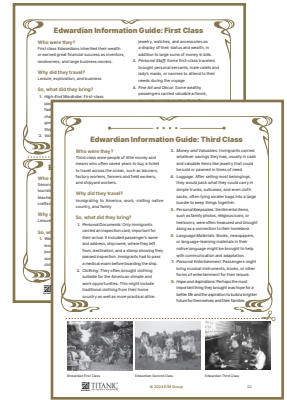 Edwardian Information Guide: First Class
Who were they?
First class Edwardians inherited their wealth
or earned great financial success as inventors,
landowners, and large business owners.
Why did they travel?
Leisure, exploration, and business
So, what did they bring?
1. High-End Wardrobe: First-class
jewelry, watches, and accessories as
a display of their status and wealth, in
addition to large sums of money in bills.
3. Personal Staff: Some first-class travelers
brought personal servants, male valets and
lady's maids, or nannies to attend to their
needs during the voyage.
4. Fine Art and Décor: Some wealthy
passengers carried valuable artwork,
Edwardian Information Guide: Third Class
Who were they?
Third class were people of little money and
means who often saved years to buy a ticket
to travel across the ocean, such as laborers,
factory workers, farmers and field workers,
and shipyard workers.
Why did they travel?
Immigrating to America, work, visiting native
country, and family
So, what did they bring?
1. Personal Documents: Only immigrants
carried an inspection card, important for
their arrival. It included passenger's name
and address, ship name, where they left
from, destination, and a stamp showing they
passed inspection. Immigrants had to pass
a medical exam before boarding the ship.
2. Clothing: They often brought clothing
suitable for the American climate and
work opportunities. This might include
traditional clothing from their home
country as well as more practical attire.
3. Money and Valuables: Immigrants carried
whatever savings they had, usually in cash
and valuable items like jewelry that could
be sold or pawned in times of need.
4. Luggage: After selling most belongings,
they would pack what they could carry in
simple trunks, suitcases, and even cloth
sacks, often tying smaller bags into a large
burden to keep things together.
5. Personal Keepsakes: Sentimental items,
such as family photos, religious icons, or
heirlooms, were often treasured and brought
along as a connection to their homeland.
6. Language Materials: Books, newspapers,
or language-learning materials in their
native language might be brought to help
with communication and adaptation.
7. Personal Entertainment: Passengers might
bring musical instruments, books, or other
forms of entertainment for their leisure.
8. Hope and Aspirations: Perhaps the most
important thing they brought was hope for a
better life and the aspiration to build a brighter
future for themselves and their families.
Edwardian First Class
Edwardian Second Class
Edwardian Third Class
TITANIC
© 2024 E/M Group
22